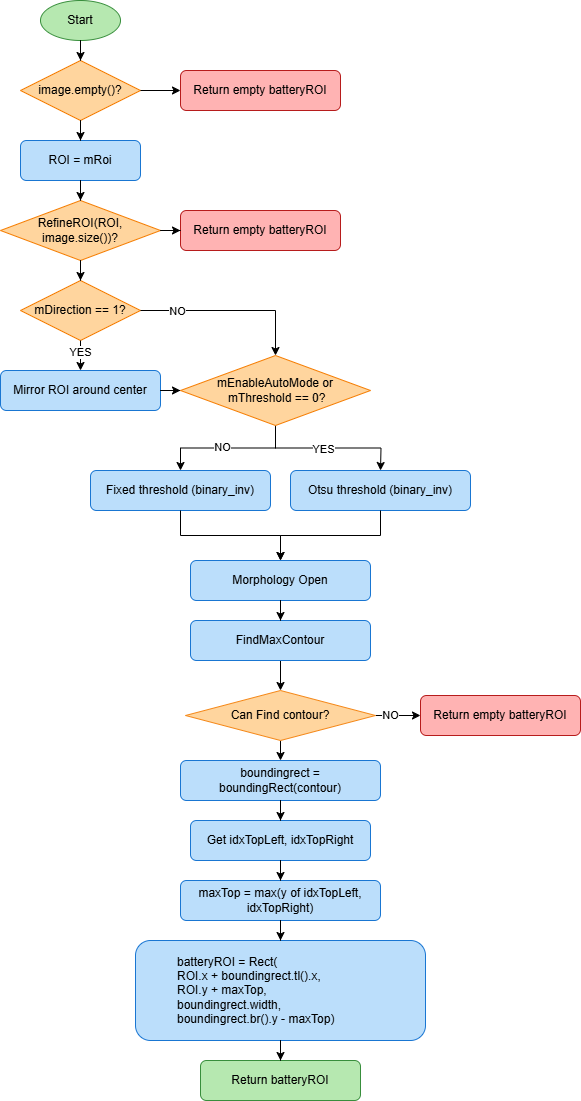 Start
image.empty()?
Return empty batteryROI
ROI = mRoi
RefineROI(ROI,
image.size())?
Return empty batteryROI
mDirection == 1?
NO
YES
Mirror ROI around center
mEnableAutoMode or
mThreshold == 0?
NO
YES
Fixed threshold (binary_inv)
Otsu threshold (binary_inv)
Morphology Open
FindMaxContour
Can Find contour?
NO
Return empty batteryROI
boundingrect =
boundingRect(contour)
Get idxTopLeft, idxTopRight
maxTop = max(y of idxTopLeft,
idxTopRight)
batteryROI = Rect(
ROI.x + boundingrect.tl().x,
ROI.y + maxTop,
boundingrect.width,
boundingrect.br().y - maxTop)
Return batteryROI